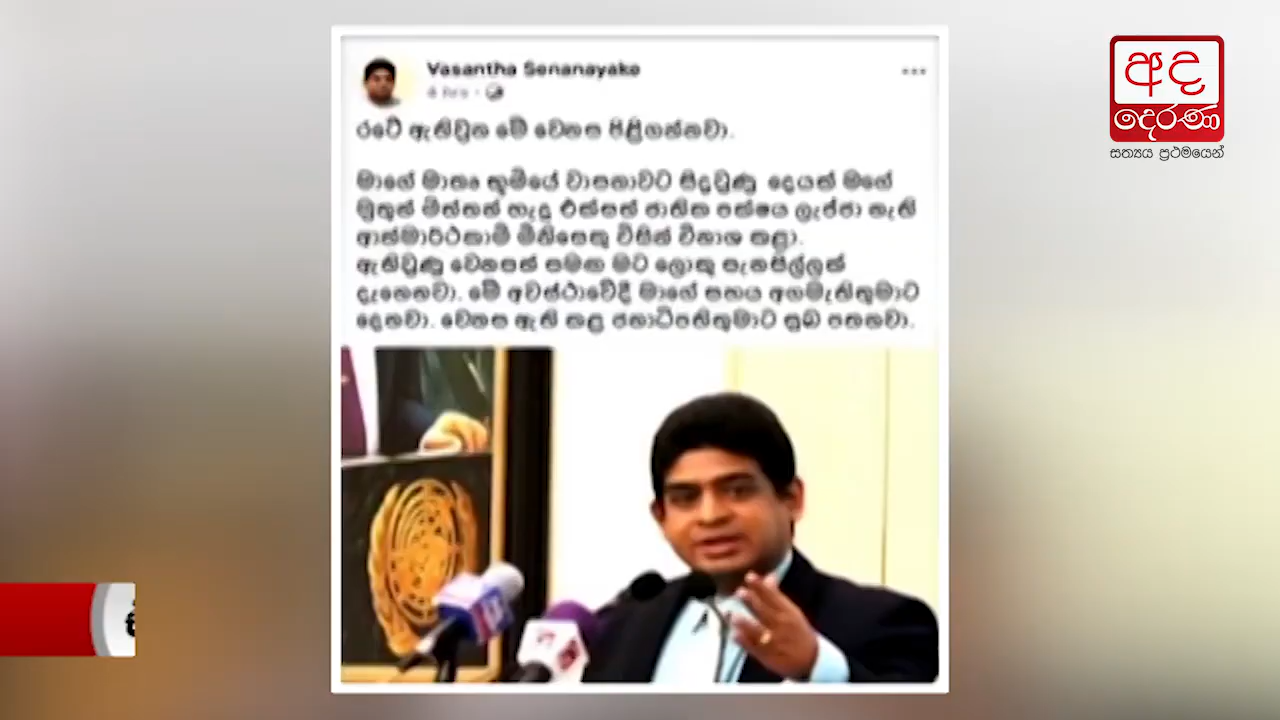 Vasantha Senanayake
අද
දෙරණ
සත්‍යය ප්‍රථමයෙන්
රටේ ඇතිවුන මේ වෙනස පිළිගන්නවා.
මාගේ මාතෘ භූමියේ වාසනාවට සිදුවුණු දෙයක් මගේ
මුතුන් මිත්තන් හැදූ එක්සත් ජාතික පක්ෂය ලැජ්ජා නැති
ආත්මාර්ථකාමී මිනිසෙකු විසින් විනාශ කළා.
ඇතිවුණු වෙනසත් සමඟ මට ලොකු සැනසිල්ලක්
දැනෙනවා. මේ අවස්ථාවේදී මාගේ සහය අගමැතිතුමාට
දෙනවා. වෙනස ඇති කළ ජනාධිපතිතුමාට සුබ පතනවා.